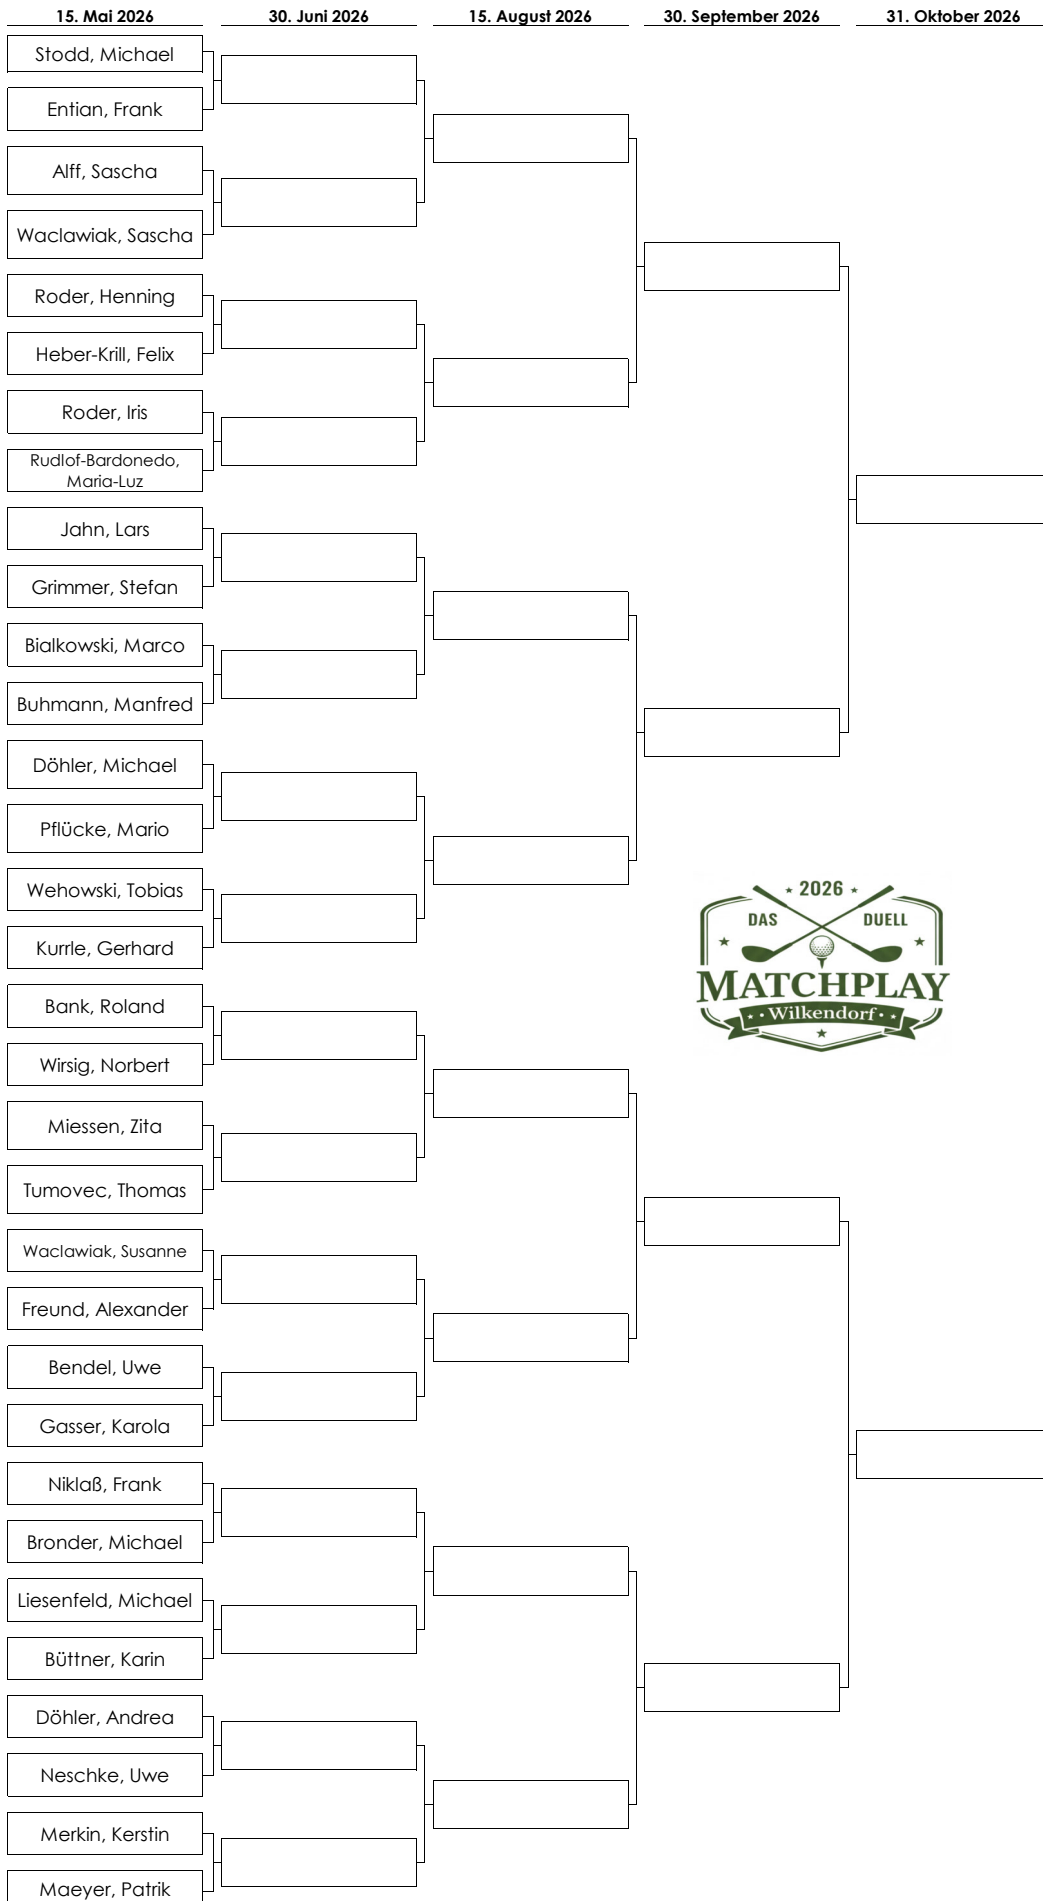 15. Mai 2026
30. Juni 2026
15. August 2026
30. September 2026
31. Oktober 2026
Stodd, Michael
Entian, Frank
Alff, Sascha
Waclawiak, Sascha
Roder, Henning
Heber-Krill, Felix
Roder, Iris
Rudlof-Bardonedo,
Maria-Luz
Jahn, Lars
Grimmer, Stefan
Bialkowski, Marco
Buhmann, Manfred
Döhler, Michael
Pflücke, Mario
Wehowski, Tobias
Kurrle, Gerhard
2026
DAS DUELL
MATCHPLAY
Wilkendorf
Bank, Roland
Wirsig, Norbert
Miessen, Zita
Tumovec, Thomas
Waclawiak, Susanne
Freund, Alexander
Bendel, Uwe
Gasser, Karola
Niklaß, Frank
Bronder, Michael
Liesenfeld, Michael
Büttner, Karin
Döhler, Andrea
Neschke, Uwe
Merkin, Kerstin
Maeyer, Patrik